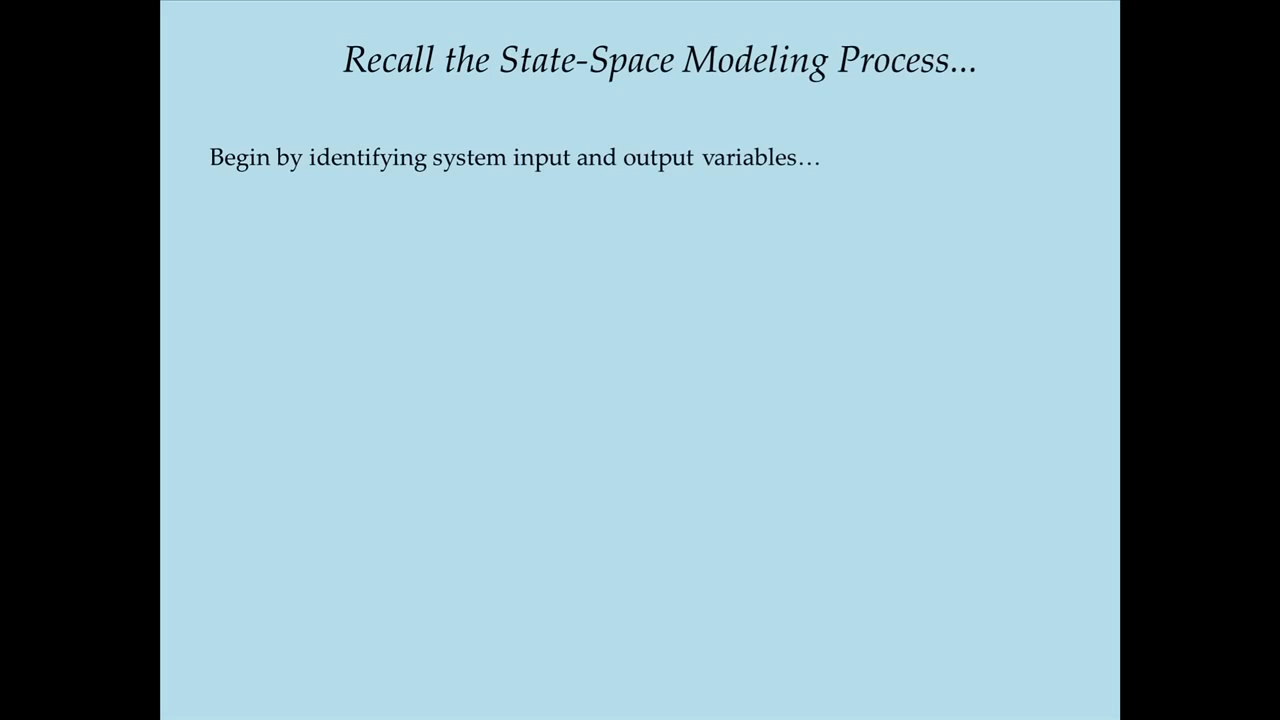 Recall the State-Space Modeling Process...
Begin by identifying system input and output variables…